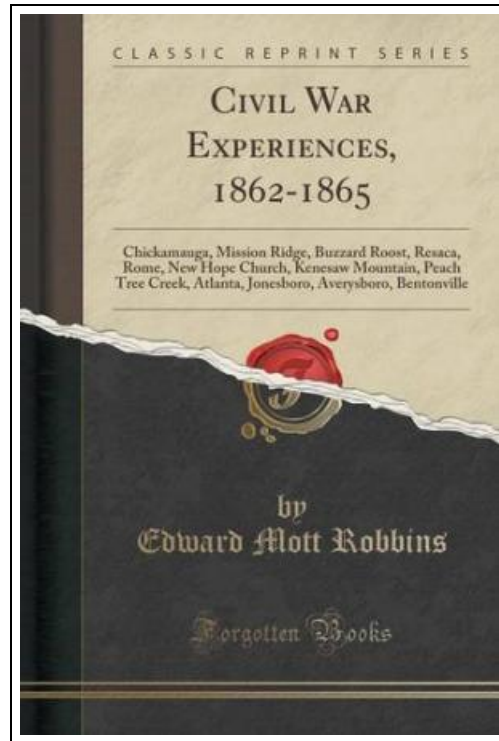 CLASSIC REPRINT SERIES
CIVIL WAR
EXPERIENCES,
1862-1865
Chickamauga, Mission Ridge, Buzzard Roost, Resaca,
Rome, New Hope Church, Kenesaw Mountain, Peach
Tree Creek, Atlanta, Jonesboro, Averysboro, Bentonville
by
Edward Mott Robbins
Forgotten Books